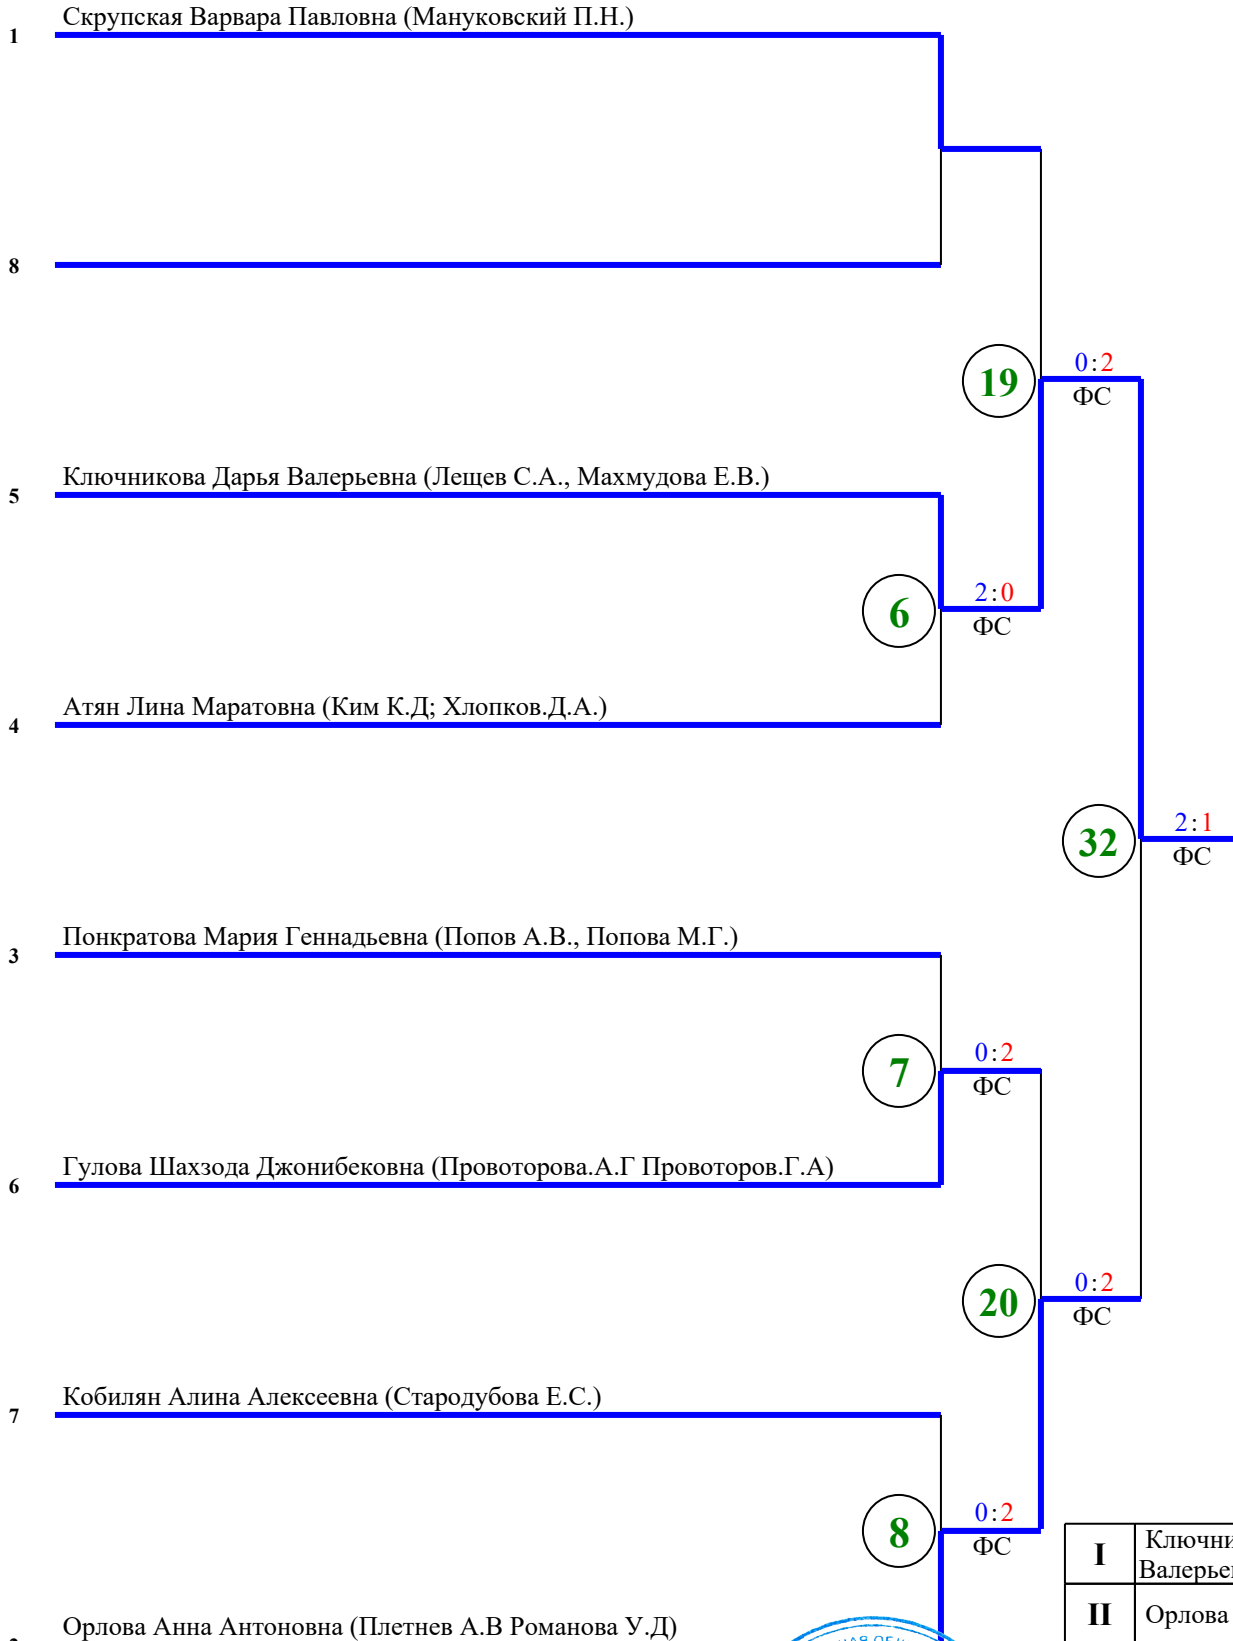 Скрупская Варвара Павловна (Мануковский П.Н.)
1
8
19
0:2
ФС
Ключникова Дарья Валерьевна (Лещев С.А., Махмудова Е.В.)
5
6
2:0
ФС
Атян Лина Маратовна (Ким К.Д; Хлопков.Д.А.)
4
32
2:1
ФС
Понкратова Мария Геннадьевна (Попов А.В., Попова М.Г.)
3
7
0:2
ФС
Гулова Шахзода Джонибековна (Провоторова.А.Г Провоторов.Г.А)
6
20
0:2
ФС
Кобилян Алина Алексеевна (Стародубова Е.С.)
7
8
0:2
ФС
I
II
Орлова
Орлова Анна Антоновна (Плетнев А.В Романова У.Д)